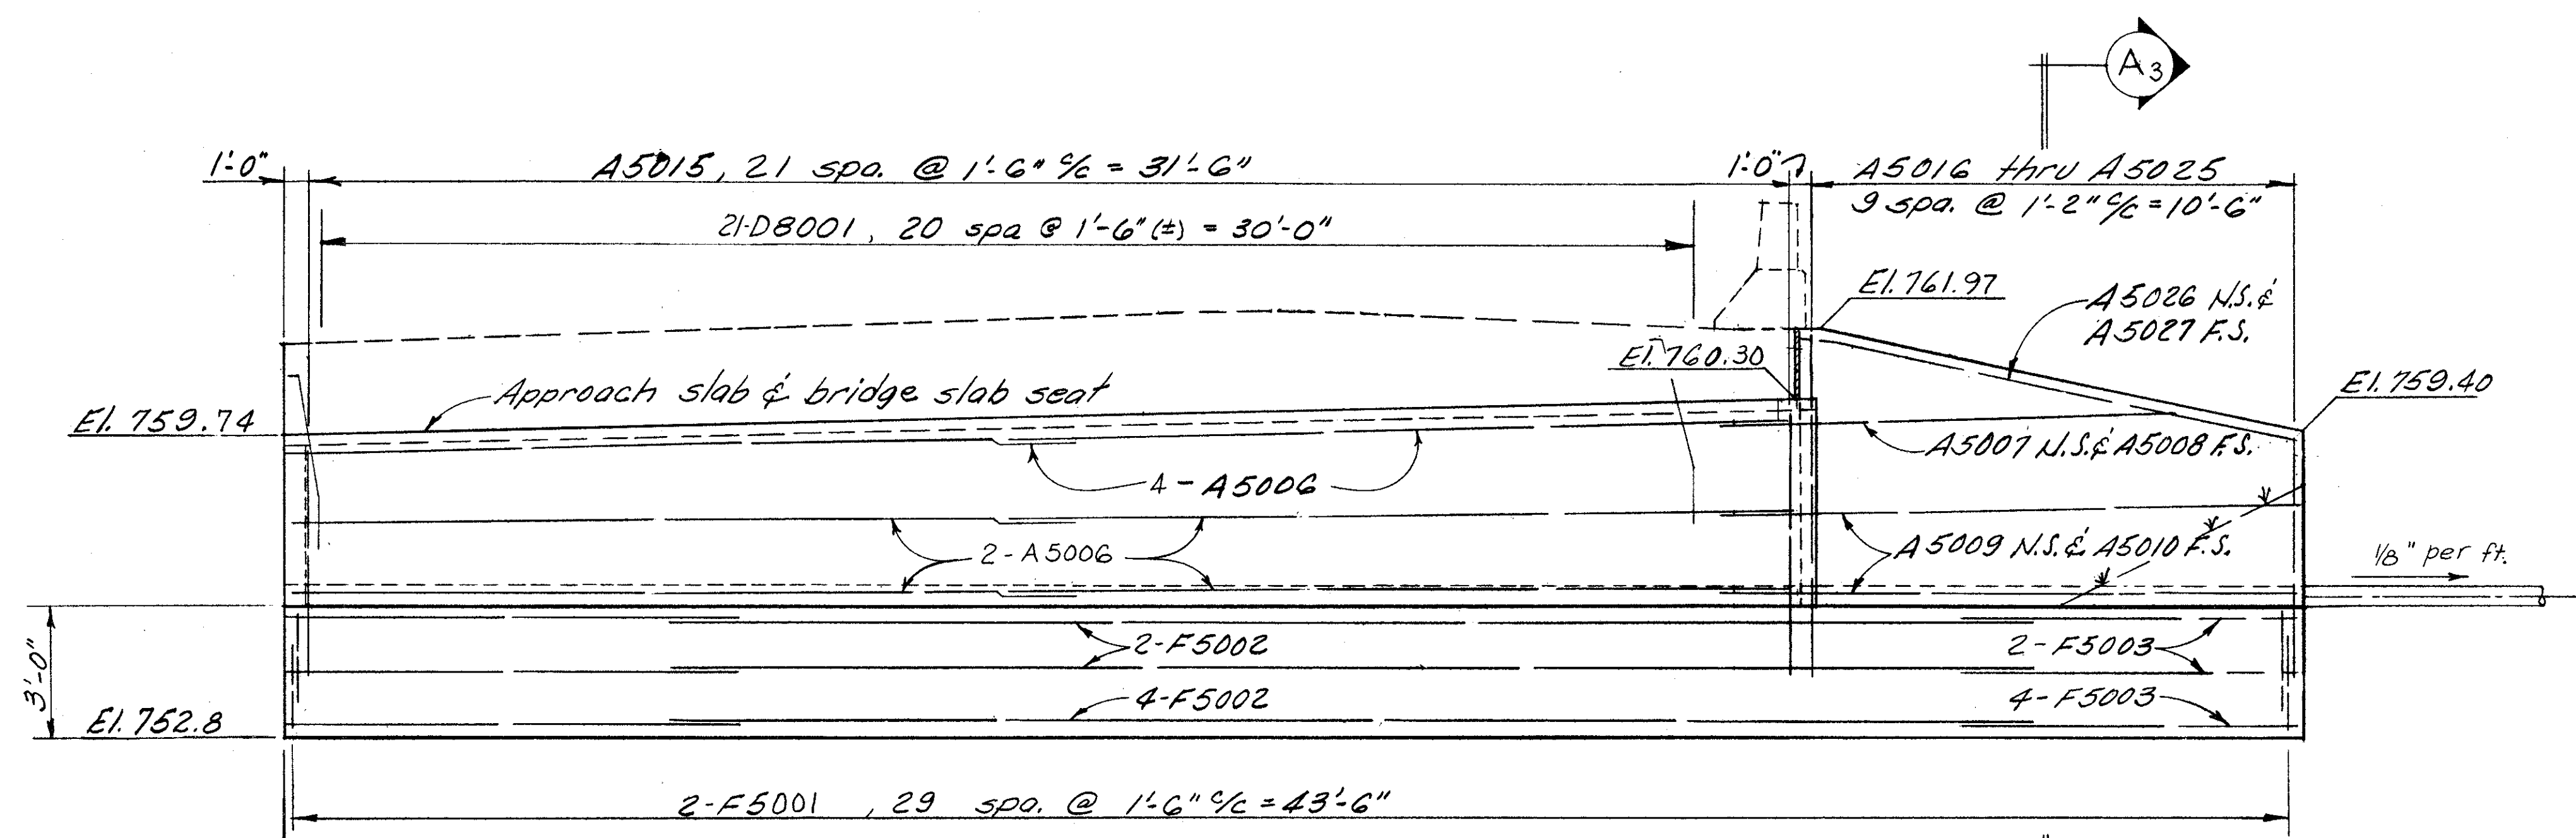 A3
1'-0"
A5015, 21 spa. @ 1'-6" c/c = 31'-6"
1'-0"
A5016 thru A5025
9 spa. @ 1'-2" c/c = 10'-6"
21-D8001, 20 spa @ 1'-6" (±) = 30'-0"
El. 761.97
A5026 N.S. &
A5027 F.S.
El. 760.30
El. 759.40
Approach slab & bridge slab seat
El. 759.74
A5007 N.S. & A5008 F.S.
4-A5006
2-A5006
A5009 N.S. & A5010 F.S.
1/8" per ft.
2-F5002
2-F5003
3'-0"
4-F5002
4-F5003
El. 752.8
2-F5001, 29 spa. @ 1'-6" c/c = 43'-6"